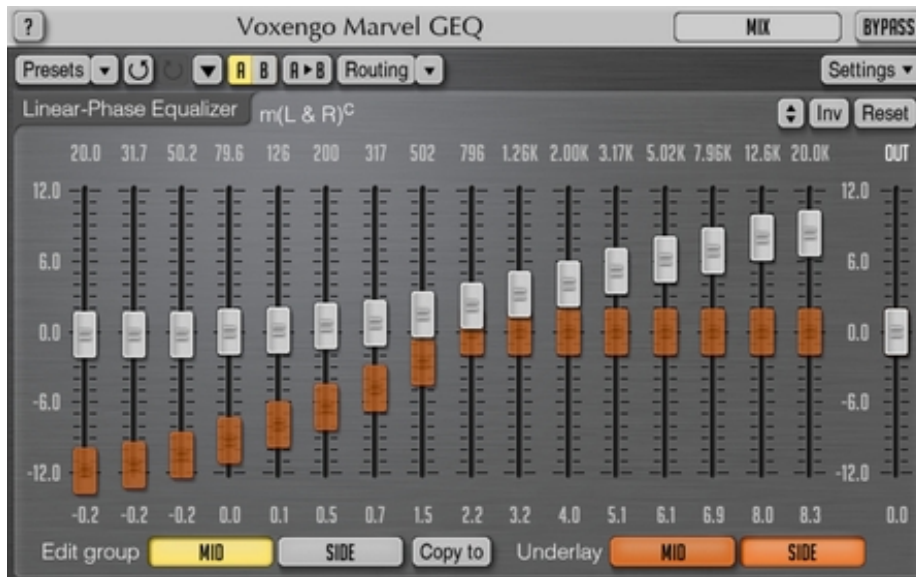 ? Voxengo Marvel GEQ MIX BYPASS
Presets A B A▸B Routing Settings
Linear-Phase Equalizer m(L & R)ᶜ Inv Reset
20.0 31.7 50.2 79.6 126 200 317 502 796 1.26K 2.00K 3.17K 5.02K 7.96K 12.6K 20.0K OUT
12.0 12.0
6.0 6.0
0.0 0.0
-6.0 -6.0
-12.0 -12.0
-0.2 -0.2 -0.2 0.0 0.1 0.5 0.7 1.5 2.2 3.2 4.0 5.1 6.1 6.9 8.0 8.3 0.0
Edit group MID SIDE Copy to Underlay MID SIDE